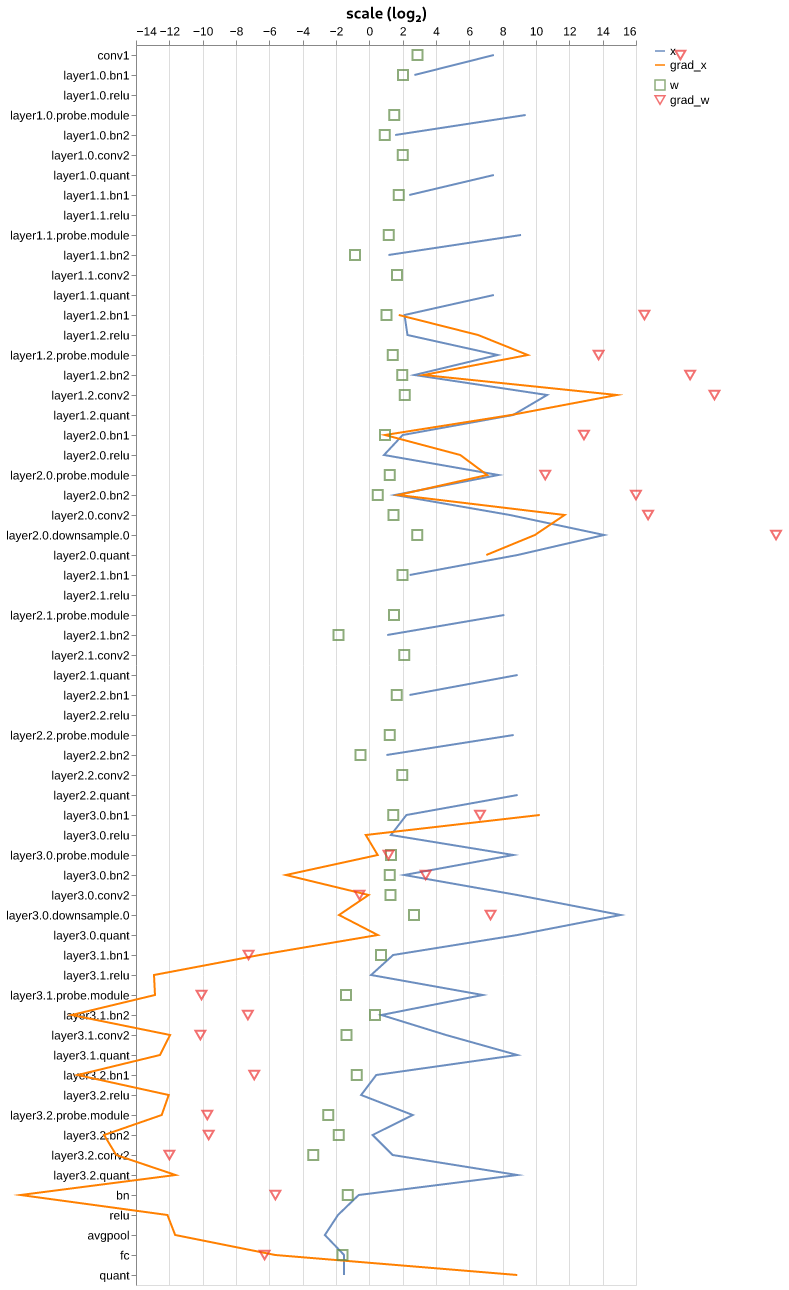 scale (log₂)
−14 −12 −10 −8 −6 −4 −2 0 2 4 6 8 10 12 14 16
x
grad_x
w
grad_w
conv1
layer1.0.bn1
layer1.0.relu
layer1.0.probe.module
layer1.0.bn2
layer1.0.conv2
layer1.0.quant
layer1.1.bn1
layer1.1.relu
layer1.1.probe.module
layer1.1.bn2
layer1.1.conv2
layer1.1.quant
layer1.2.bn1
layer1.2.relu
layer1.2.probe.module
layer1.2.bn2
layer1.2.conv2
layer1.2.quant
layer2.0.bn1
layer2.0.relu
layer2.0.probe.module
layer2.0.bn2
layer2.0.conv2
layer2.0.downsample.0
layer2.0.quant
layer2.1.bn1
layer2.1.relu
layer2.1.probe.module
layer2.1.bn2
layer2.1.conv2
layer2.1.quant
layer2.2.bn1
layer2.2.relu
layer2.2.probe.module
layer2.2.bn2
layer2.2.conv2
layer2.2.quant
layer3.0.bn1
layer3.0.relu
layer3.0.probe.module
layer3.0.bn2
layer3.0.conv2
layer3.0.downsample.0
layer3.0.quant
layer3.1.bn1
layer3.1.relu
layer3.1.probe.module
layer3.1.bn2
layer3.1.conv2
layer3.1.quant
layer3.2.bn1
layer3.2.relu
layer3.2.probe.module
layer3.2.bn2
layer3.2.conv2
layer3.2.quant
bn
relu
avgpool
fc
quant